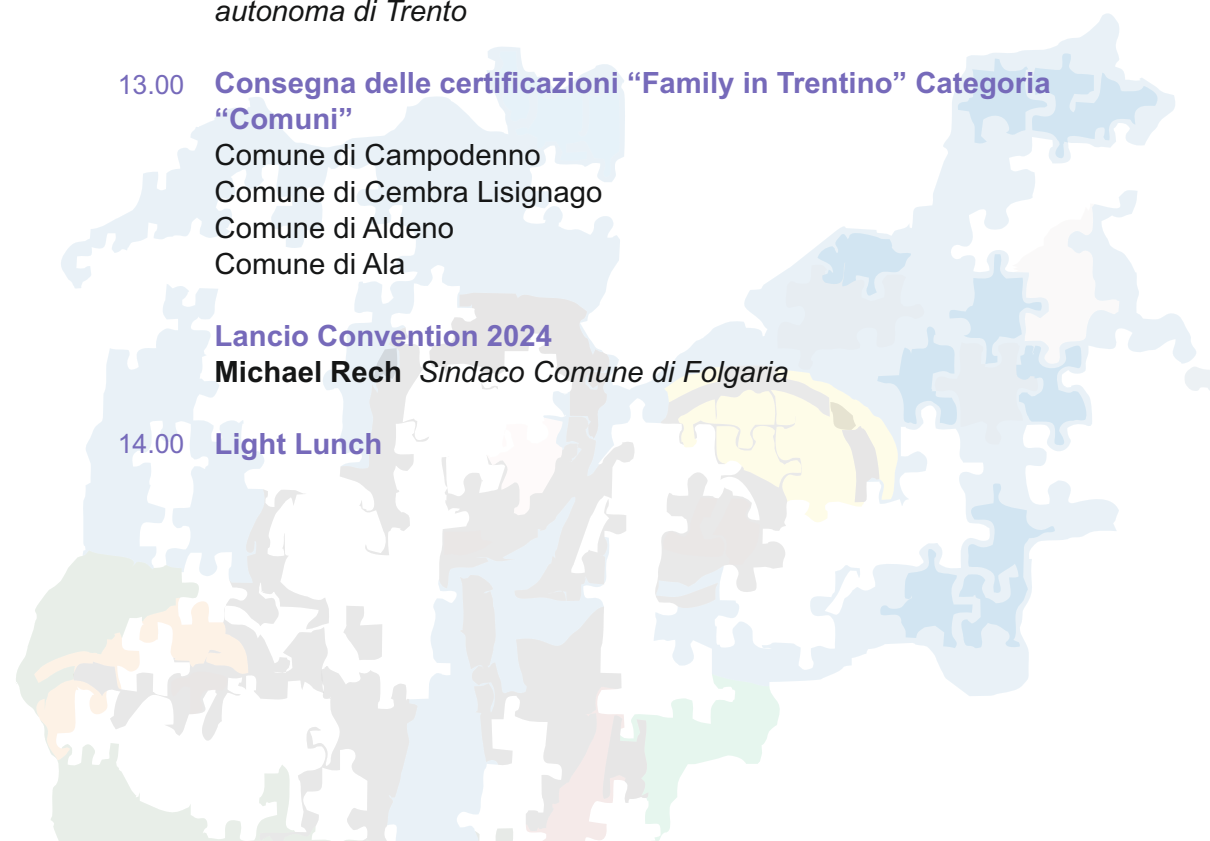 autonoma di Trento
13.00 Consegna delle certificazioni “Family in Trentino” Categoria
“Comuni”
Comune di Campodenno
Comune di Cembra Lisignago
Comune di Aldeno
Comune di Ala
Lancio Convention 2024
Michael Rech Sindaco Comune di Folgaria
14.00 Light Lunch